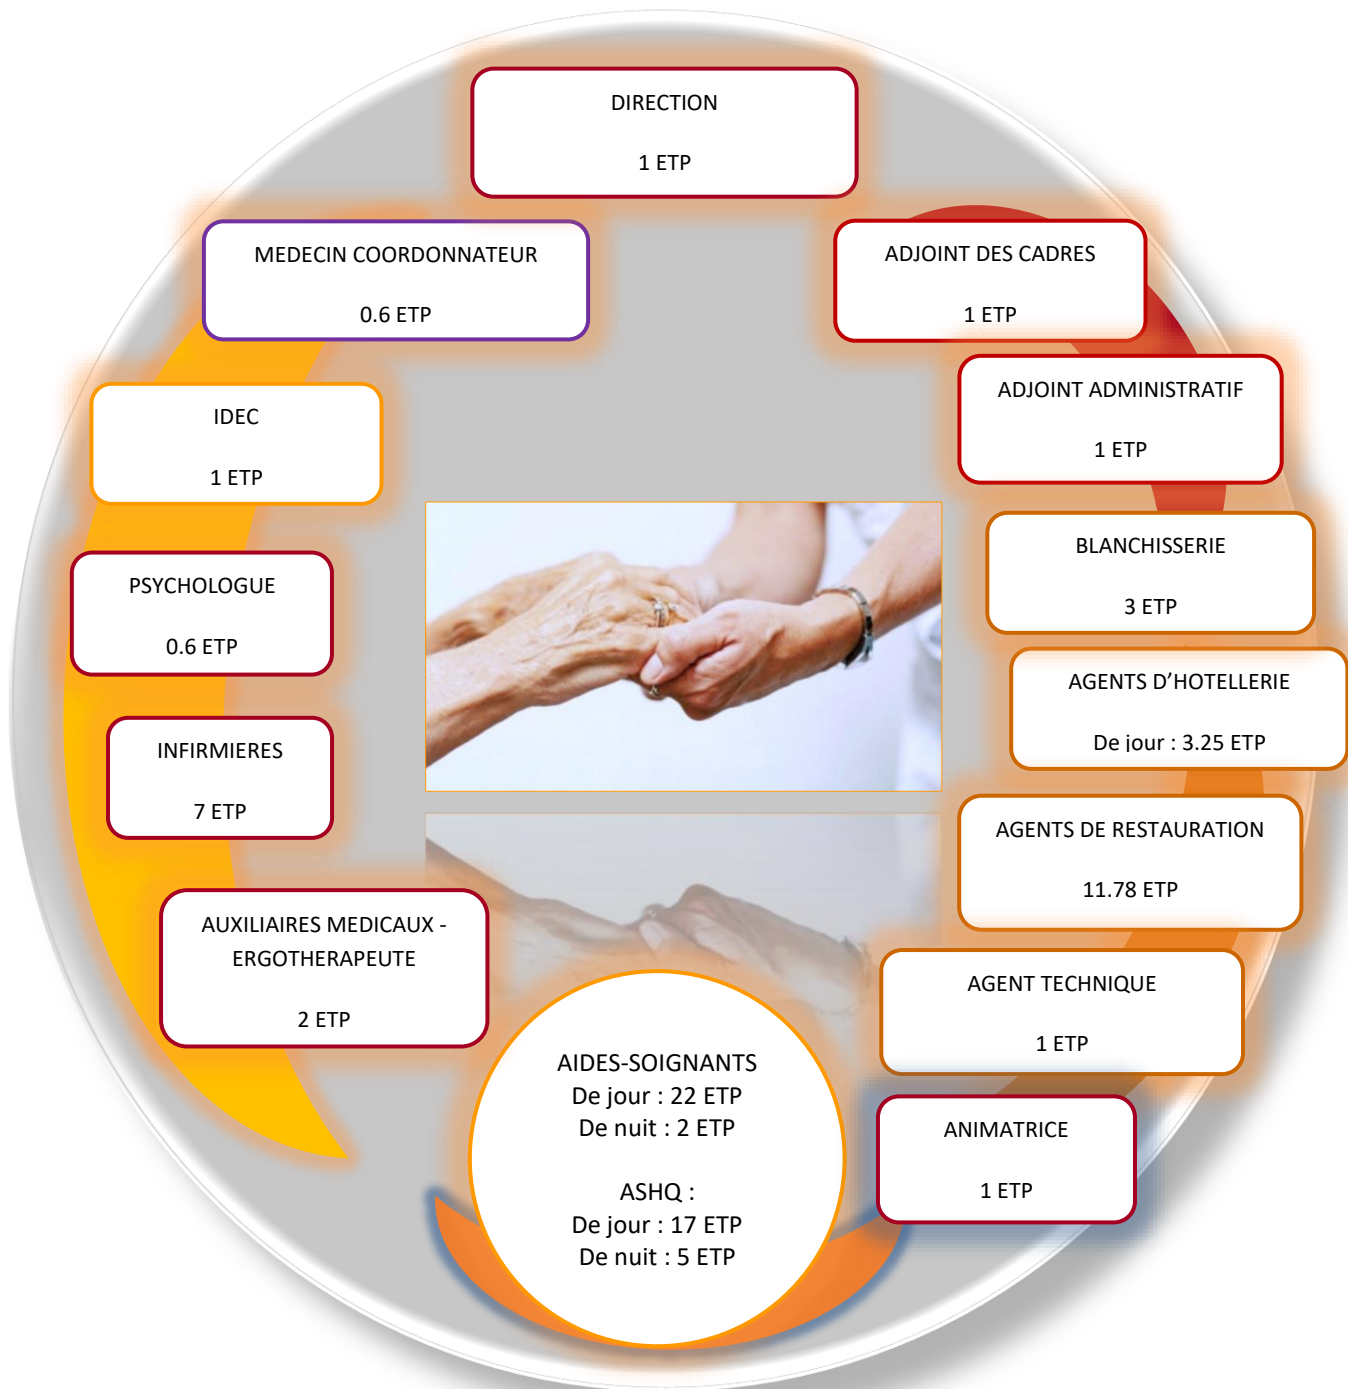 DIRECTION
1 ETP
MEDECIN COORDONNATEUR
0.6 ETP
ADJOINT DES CADRES
1 ETP
IDEC
1 ETP
ADJOINT ADMINISTRATIF
1 ETP
PSYCHOLOGUE
0.6 ETP
BLANCHISSERIE
3 ETP
AGENTS D’HOTELLERIE
De jour : 3.25 ETP
INFIRMIERES
7 ETP
AGENTS DE RESTAURATION
11.78 ETP
AUXILIAIRES MEDICAUX -
ERGOTHERAPEUTE
2 ETP
AGENT TECHNIQUE
1 ETP
AIDES-SOIGNANTS
De jour : 22 ETP
De nuit : 2 ETP
ASHQ :
De jour : 17 ETP
De nuit : 5 ETP
ANIMATRICE
1 ETP